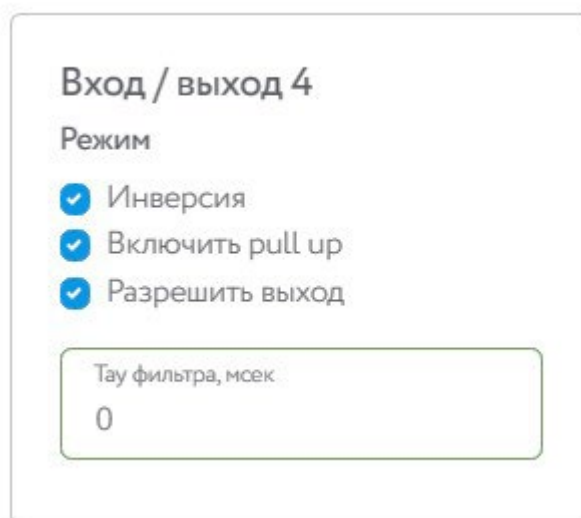 Вход / выход 4
Режим
Инверсия
Включить pull up
Разрешить выход
Тау фильтра, мсек
0